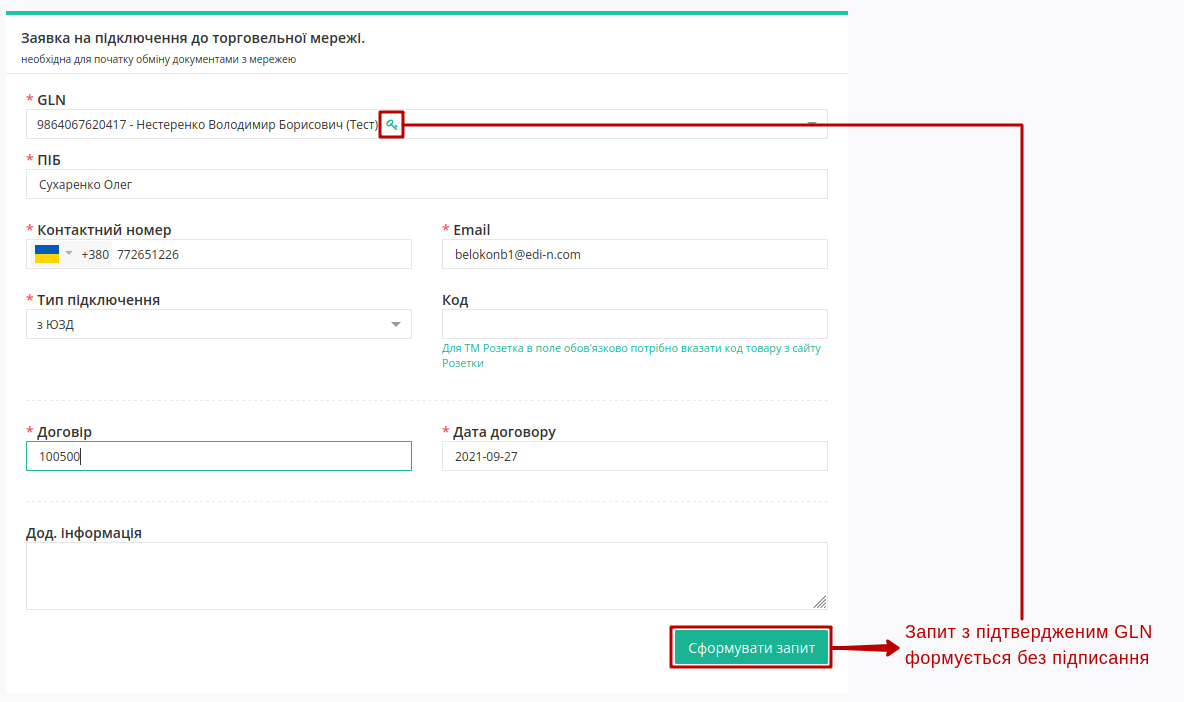 Заявка на підключення до торговельної мережі.
необхідна для початку обміну документами з мережею
* GLN
9864067620417 - Нестеренко Володимир Борисович (Тест)
* ПІБ
Сухаренко Олег
* Контактний номер
* Email
+380 772651226
belokonb1@edi-n.com
* Тип підключення
Код
з ЮЗД
Для ТМ Розетка в поле обов'язково потрібно вказати код товару з сайту
Розетки
* Договір
* Дата договору
100500
2021-09-27
Дод. інформація
Сформувати запит
Запит з підтвердженим GLN
формується без підписання